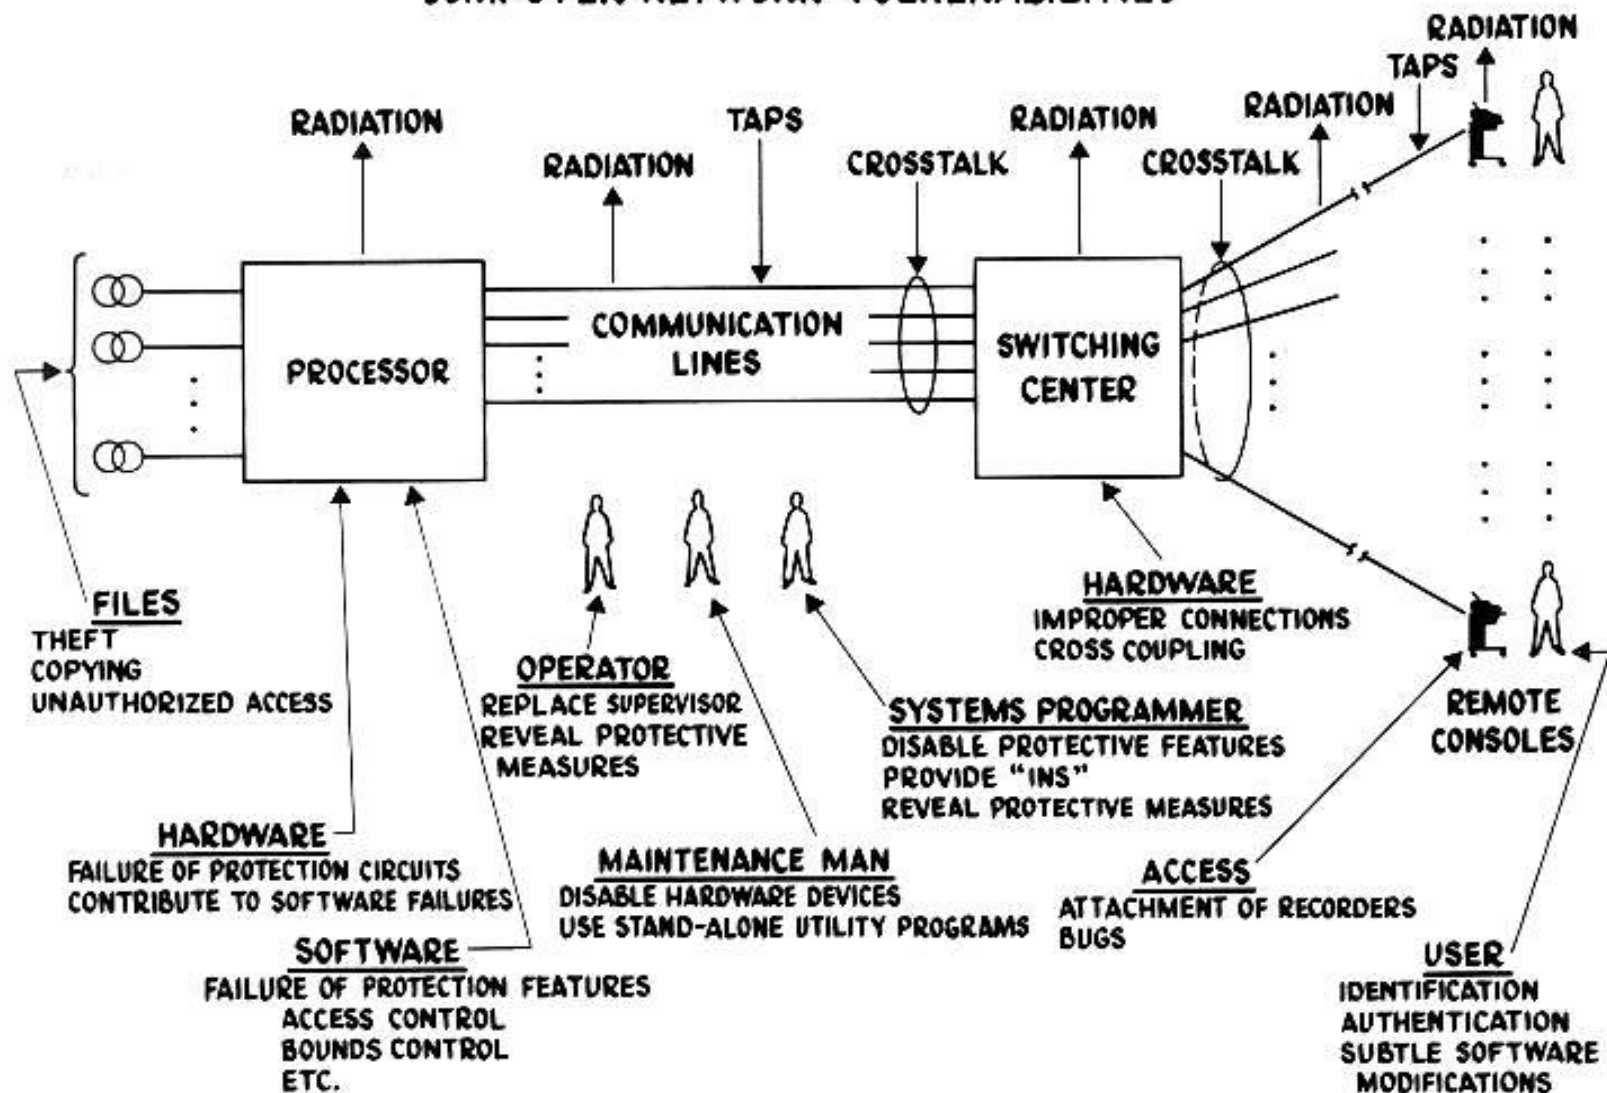 COMPUTER NETWORK VULNERABILITIES
RADIATION
TAPS
RADIATION
RADIATION
TAPS
RADIATION
RADIATION
CROSSTALK
CROSSTALK
PROCESSOR
COMMUNICATION
LINES
SWITCHING
CENTER
FILES
THEFT
COPYING
UNAUTHORIZED ACCESS
OPERATOR
REPLACE SUPERVISOR
REVEAL PROTECTIVE
MEASURES
HARDWARE
IMPROPER CONNECTIONS
CROSS COUPLING
SYSTEMS PROGRAMMER
DISABLE PROTECTIVE FEATURES
PROVIDE “INS”
REVEAL PROTECTIVE MEASURES
REMOTE
CONSOLES
HARDWARE
FAILURE OF PROTECTION CIRCUITS
CONTRIBUTE TO SOFTWARE FAILURES
MAINTENANCE MAN
DISABLE HARDWARE DEVICES
USE STAND-ALONE UTILITY PROGRAMS
ACCESS
ATTACHMENT OF RECORDERS
BUGS
SOFTWARE
FAILURE OF PROTECTION FEATURES
ACCESS CONTROL
BOUNDS CONTROL
ETC.
USER
IDENTIFICATION
AUTHENTICATION
SUBTLE SOFTWARE
MODIFICATIONS